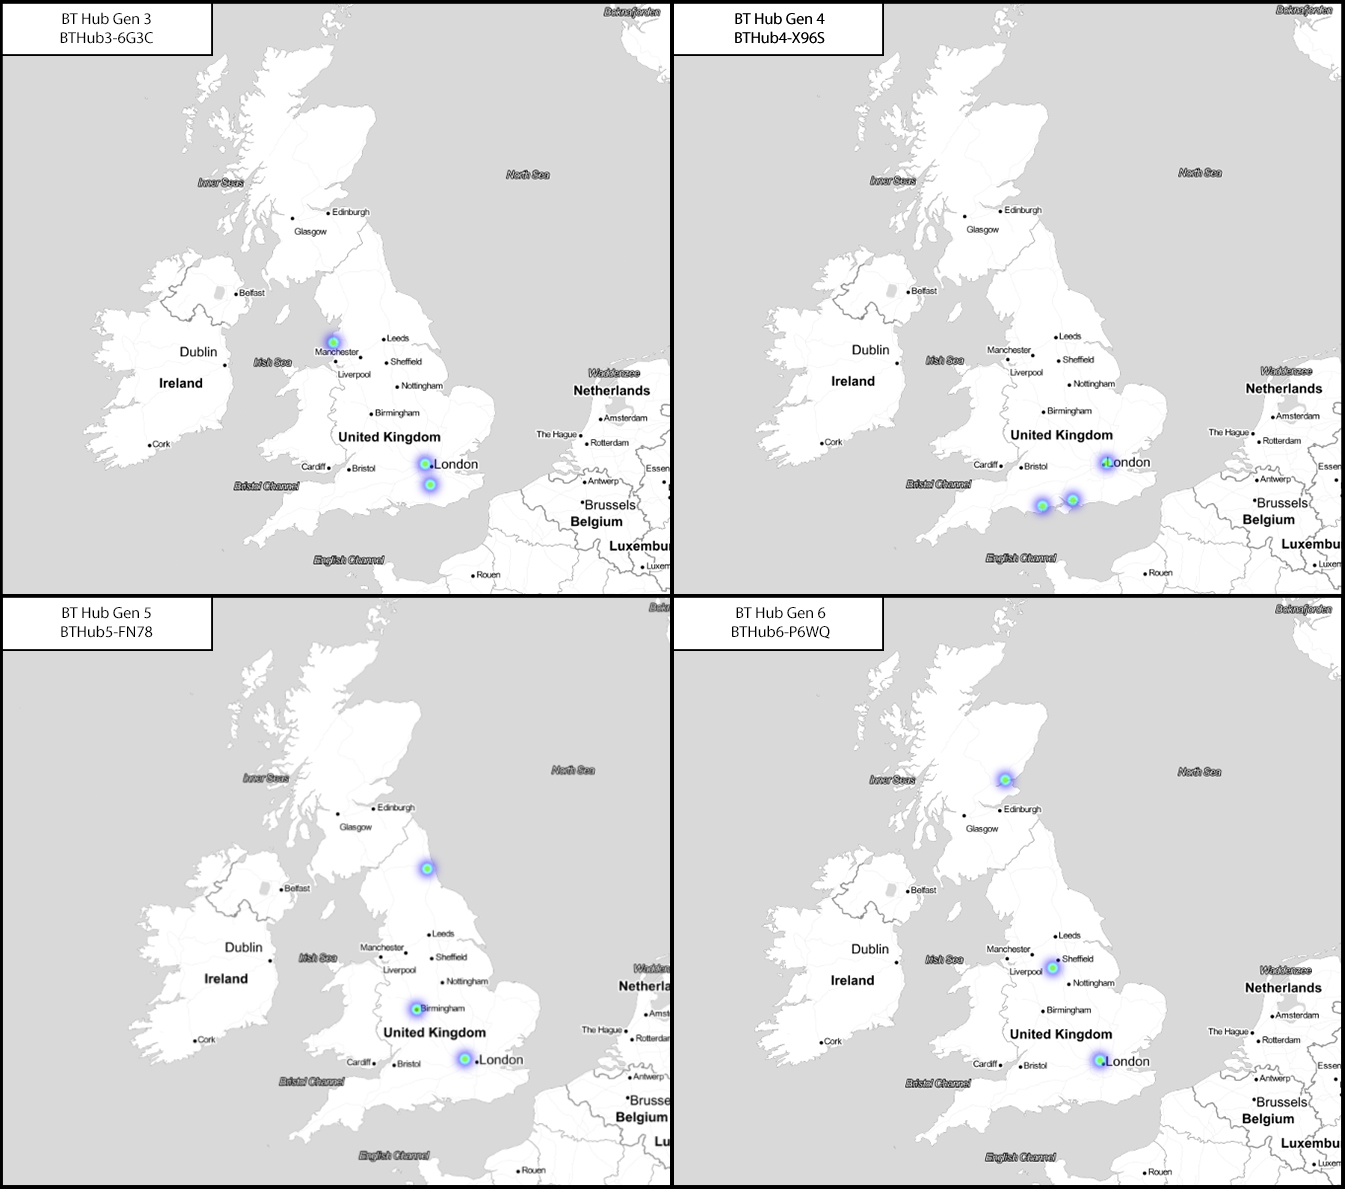 BT Hub Gen 3
BTHub3-6G3C
Boknafjorden
Inner Seas
North Sea
Edinburgh
Glasgow
Belfast
Dublin
Ireland
Irish Sea
Leeds
Manchester
Sheffield
Liverpool
Nottingham
Waddenzee
Netherlands
Amsterdam
Birmingham
The Hague
Rotterdam
United Kingdom
Cork
Cardiff
Bristol
London
Essen
Bristol Channel
Antwerp
Brussels
Belgium
Luxembu
English Channel
Luxem
Rouen
BT Hub Gen 4
BTHub4-X96S
Boknafjorden
Inner Seas
North Sea
Edinburgh
Glasgow
Belfast
Dublin
Ireland
Irish Sea
Leeds
Manchester
Sheffield
Liverpool
Nottingham
Waddenzee
Netherlands
Amsterdam
Birmingham
The Hague
Rotterdam
United Kingdom
Cork
Cardiff
Bristol
London
Essen
Bristol Channel
Antwerp
Brussels
Belgium
Luxembu
English Channel
Luxem
Rouen
BT Hub Gen 5
BTHub5-FN78
Bokn
Inner Seas
North Sea
Edinburgh
Glasgow
Belfast
Dublin
Ireland
Irish Sea
Leeds
Manchester
Sheffield
Liverpool
Nottingham
Wadden
Netherla
Amst
Birmingham
The Hague
Rotterda
United Kingdom
Cork
Cardiff
Bristol
London
Bristol Channel
Antwerp
Brusse
Belgium
Lu
English Channel
Rouen
BT Hub Gen 6
BTHub6-P6WQ
Boknafjorden
Inner Seas
North Sea
Edinburgh
Glasgow
Belfast
Dublin
Ireland
Irish Sea
Leeds
Manchester
Sheffield
Liverpool
Nottingham
Waddenzee
Netherlands
Amsterdam
Birmingham
The Hague
Rotterdam
United Kingdom
Cork
Cardiff
Bristol
London
Essen
Bristol Channel
Antwerp
Brussels
Belgium
Luxembu
English Channel
Luxem
Rouen